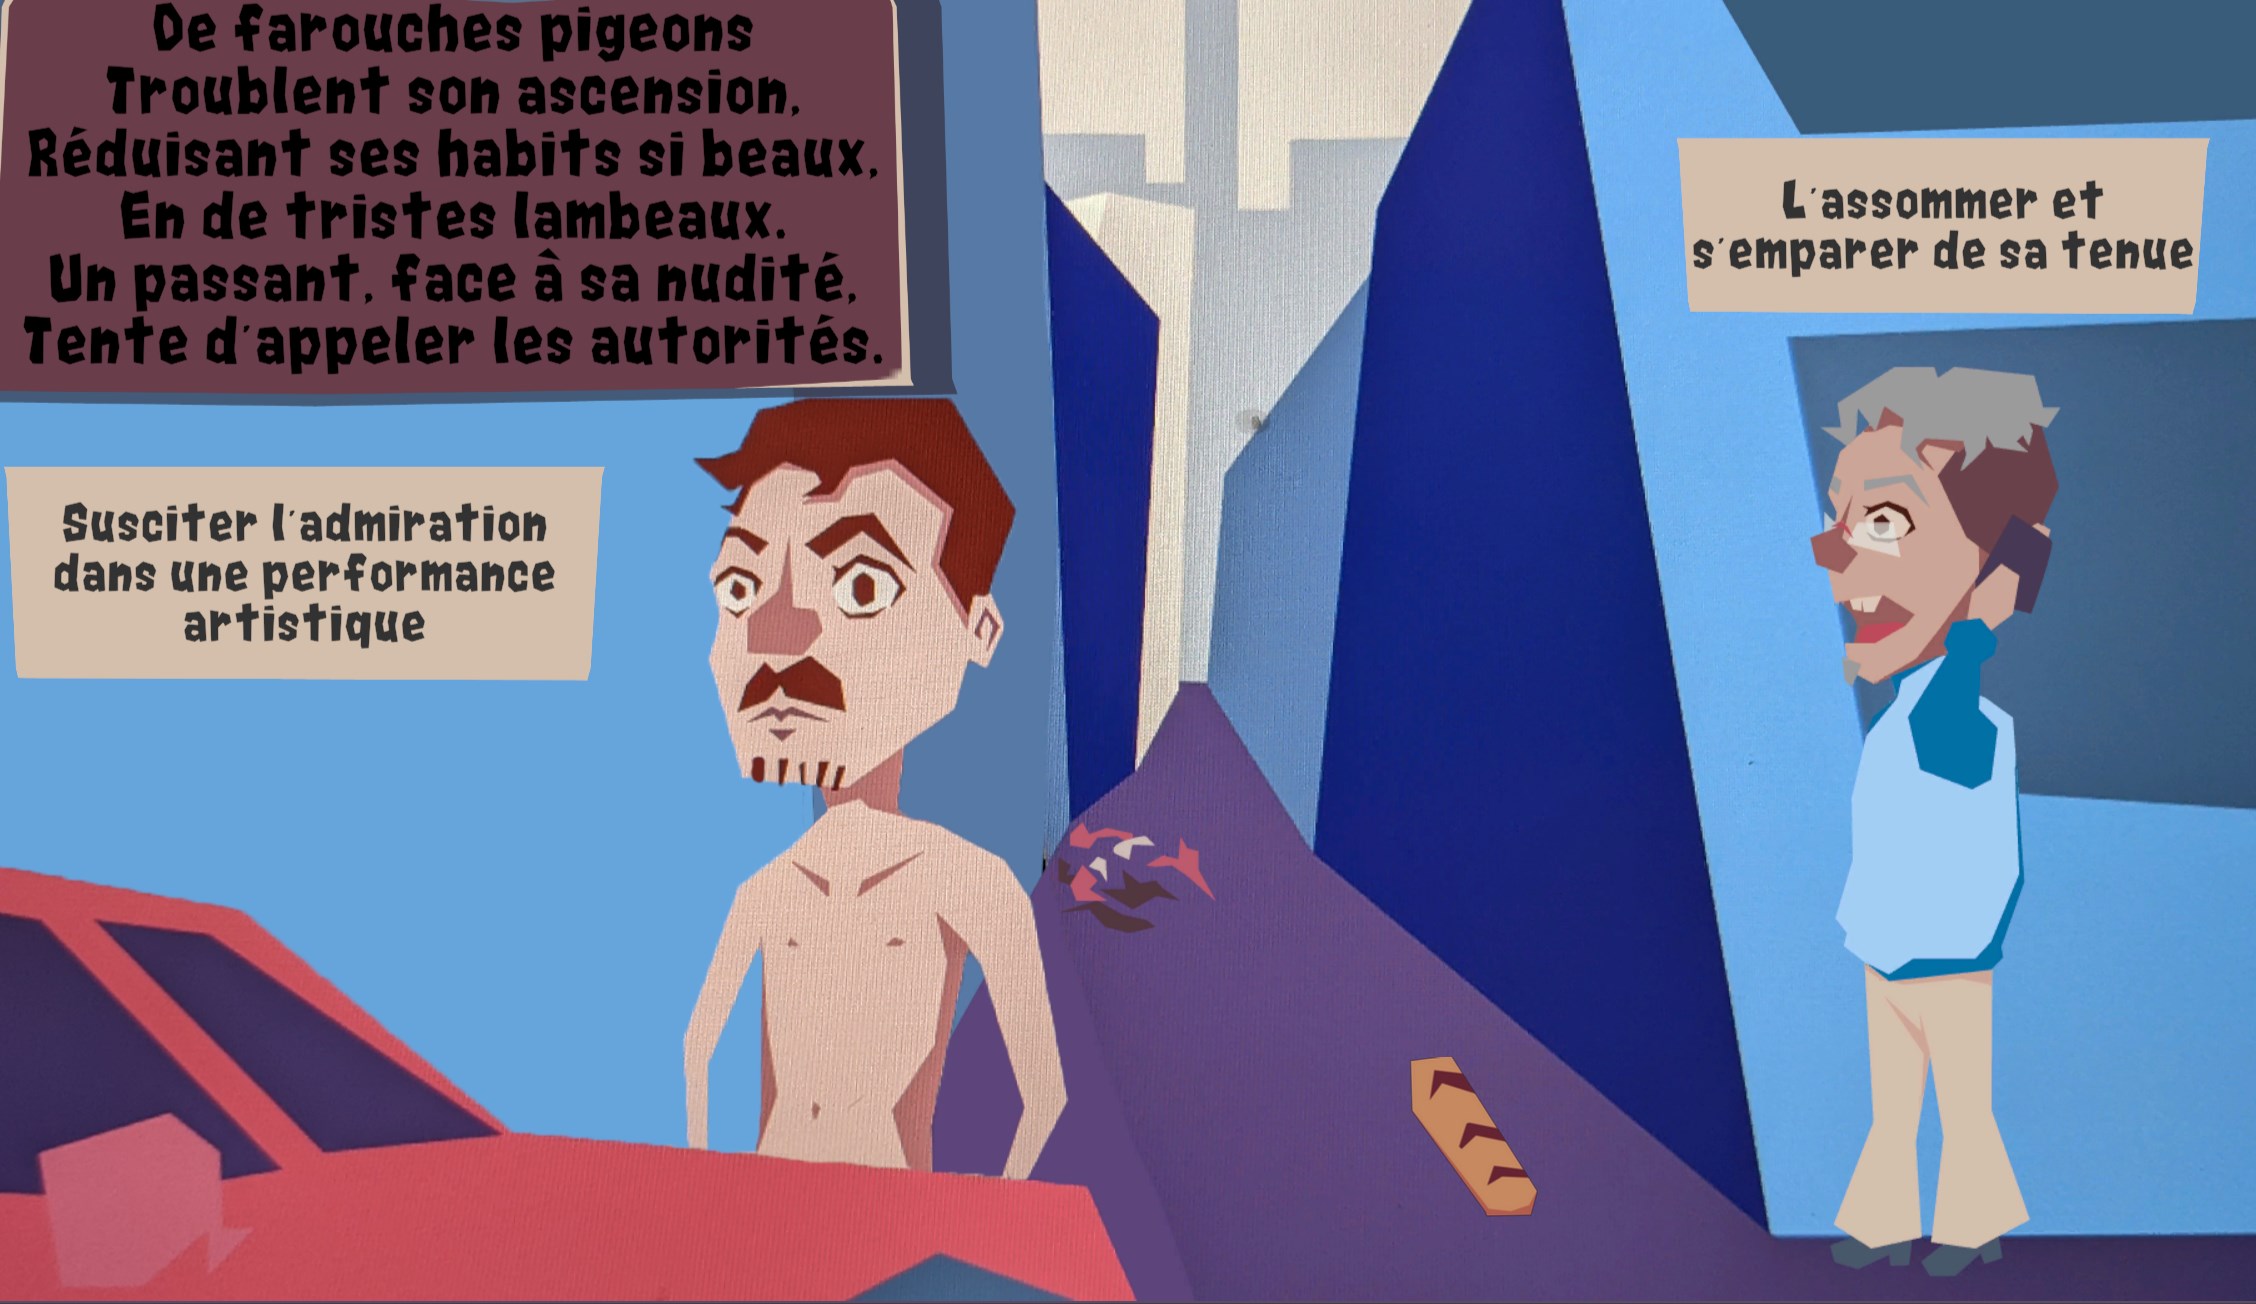 De farouches pigeons
Troublent son ascension,
Réduisant ses habits si beaux,
En de tristes lambeaux.
Un passant, face à sa nudité,
Tente d'appeler les autorités.
Susciter l'admiration
dans une performance
artistique
L'assommer et
s'emparer de sa tenue